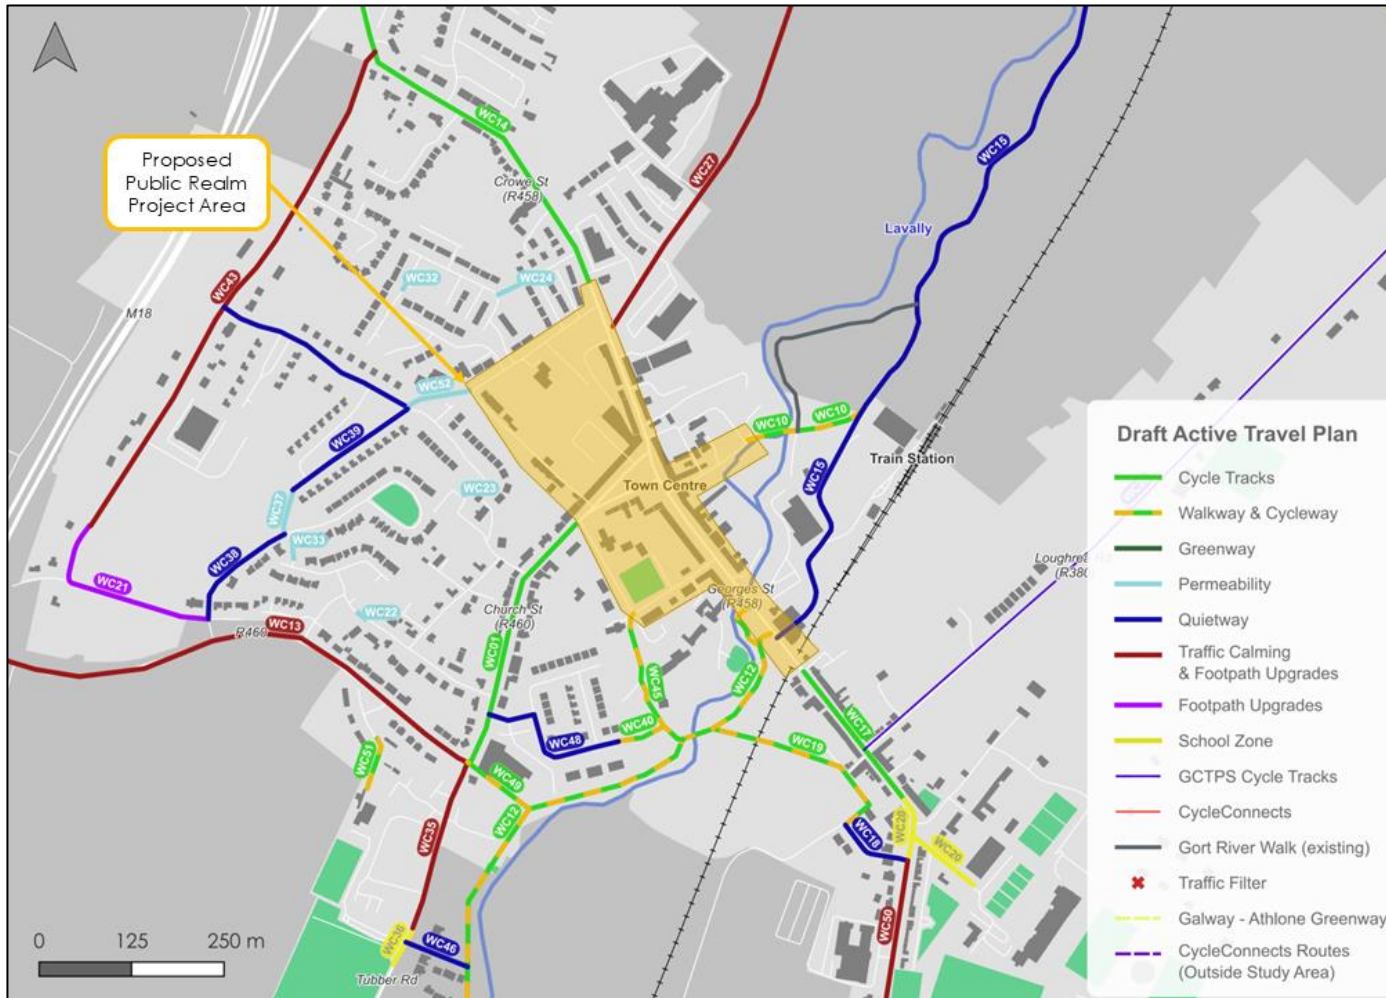 WC14
Proposed
Public Realm
Project Area
WC27
WC15
Crowe St
(R458)
Lavally
WC32
WC24
WC43
M18
WC52
WC10
WC10
WC39
Train Station
Town Centre
WC15
WC23
WC37
WC33
WC38
WC21
Georges St
(R458)
Church St
(R460)
WC22
R460
WC13
WC01
WC12
WC45
WC40
WC17
WC48
WC19
WC51
WC49
WC12
WC18
WC20
WC20
WC35
WC50
WC36
WC46
Tubber Rd
0 125 250 m
(R380
Draft Active Travel Plan
Cycle Tracks
Walkway & Cycleway
Greenway
Permeability
Quietway
Traffic Calming
& Footpath Upgrades
Footpath Upgrades
School Zone
GCTPS Cycle Tracks
CycleConnects
Gort River Walk (existing)
Traffic Filter
Galway - Athlone Greenway
CycleConnects Routes
(Outside Study Area)